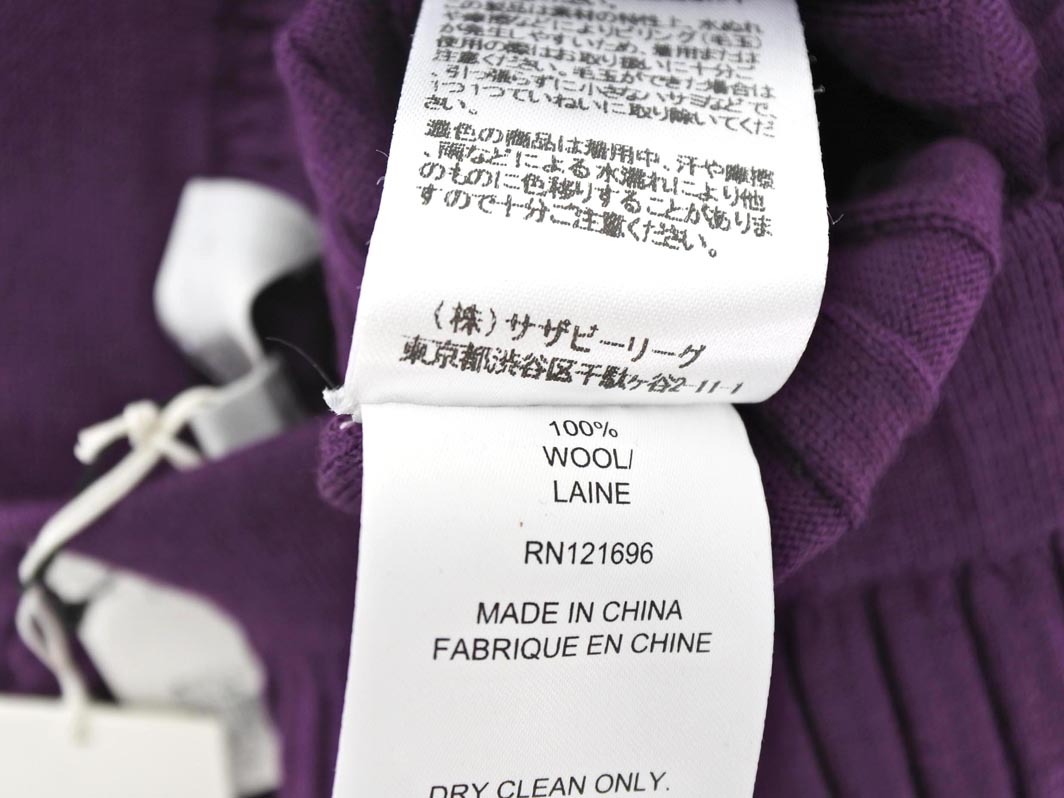 この製品は素材の特性上、水ぬれ
や摩擦などによりピリング(毛玉)
が発生しやすいため、着用または
使用の際はお取り扱いに十分ご
注意ください。毛玉ができた場合は
、引っ張らずに小さなハサミなどで、
1つ1つていねいに取り除いてくだ
さい。
濃色の商品は着用中、汗や摩擦
、雨などによる水濡れにより他
のものに色移りすることがありま
すので十分ご注意ください。
(株)サザビーリーグ
東京都渋谷区千駄ヶ谷2-11-1
100%
WOOL/
LAINE
RN121696
MADE IN CHINA
FABRIQUE EN CHINE
DRY CLEAN ONLY.